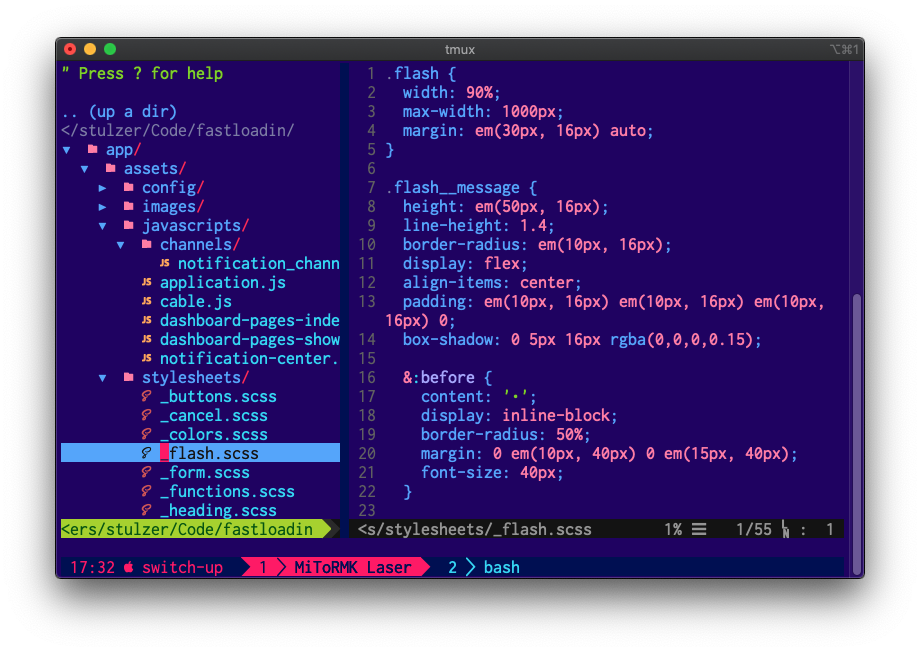 tmux
⌥⌘1
" Press ? for help
.. (up a dir)
</stulzer/Code/fastloadin/
▾ app/
▾ assets/
▸ config/
▸ images/
▾ javascripts/
▾ channels/
JS notification_chann
JS application.js
JS cable.js
JS dashboard-pages-inde
JS dashboard-pages-show
JS notification-center.
▾ stylesheets/
_buttons.scss
_cancel.scss
_colors.scss
_flash.scss
_form.scss
_functions.scss
_heading.scss
<ers/stulzer/Code/fastloadin
1 .flash {
2 width: 90%;
3 max-width: 1000px;
4 margin: em(30px, 16px) auto;
5 }
6
7 .flash__message {
8 height: em(50px, 16px);
9 line-height: 1.4;
10 border-radius: em(10px, 16px);
11 display: flex;
12 align-items: center;
13 padding: em(10px, 16px) em(10px, 16px) em(10px,
16px) 0;
14 box-shadow: 0 5px 16px rgba(0,0,0,0.15);
15
16 &:before {
17 content: '·';
18 display: inline-block;
19 border-radius: 50%;
20 margin: 0 em(10px, 40px) 0 em(15px, 40px);
21 font-size: 40px;
22 }
23
<s/stylesheets/_flash.scss 1% ☰ 1/55 ㏑ : 1
17:32 switch-up 1 MiToRMK Laser 2 bash